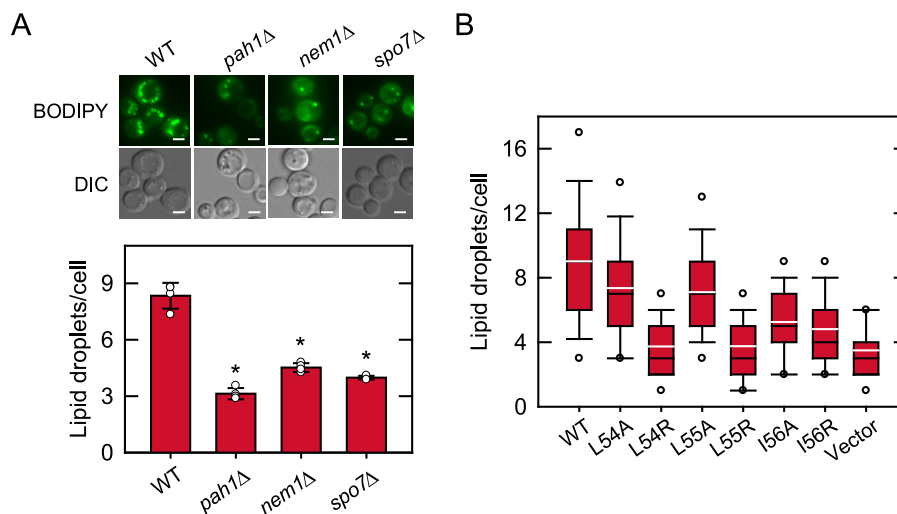 A
WT pah1Δ nem1Δ spo7Δ
BODIPY
DIC
Lipid droplets/cell
9
6
3
0
* * *
WT pah1Δ nem1Δ spo7Δ
B
Lipid droplets/cell
16
12
8
4
0
WT L54A L54R L55A L55R I56A I56R Vector